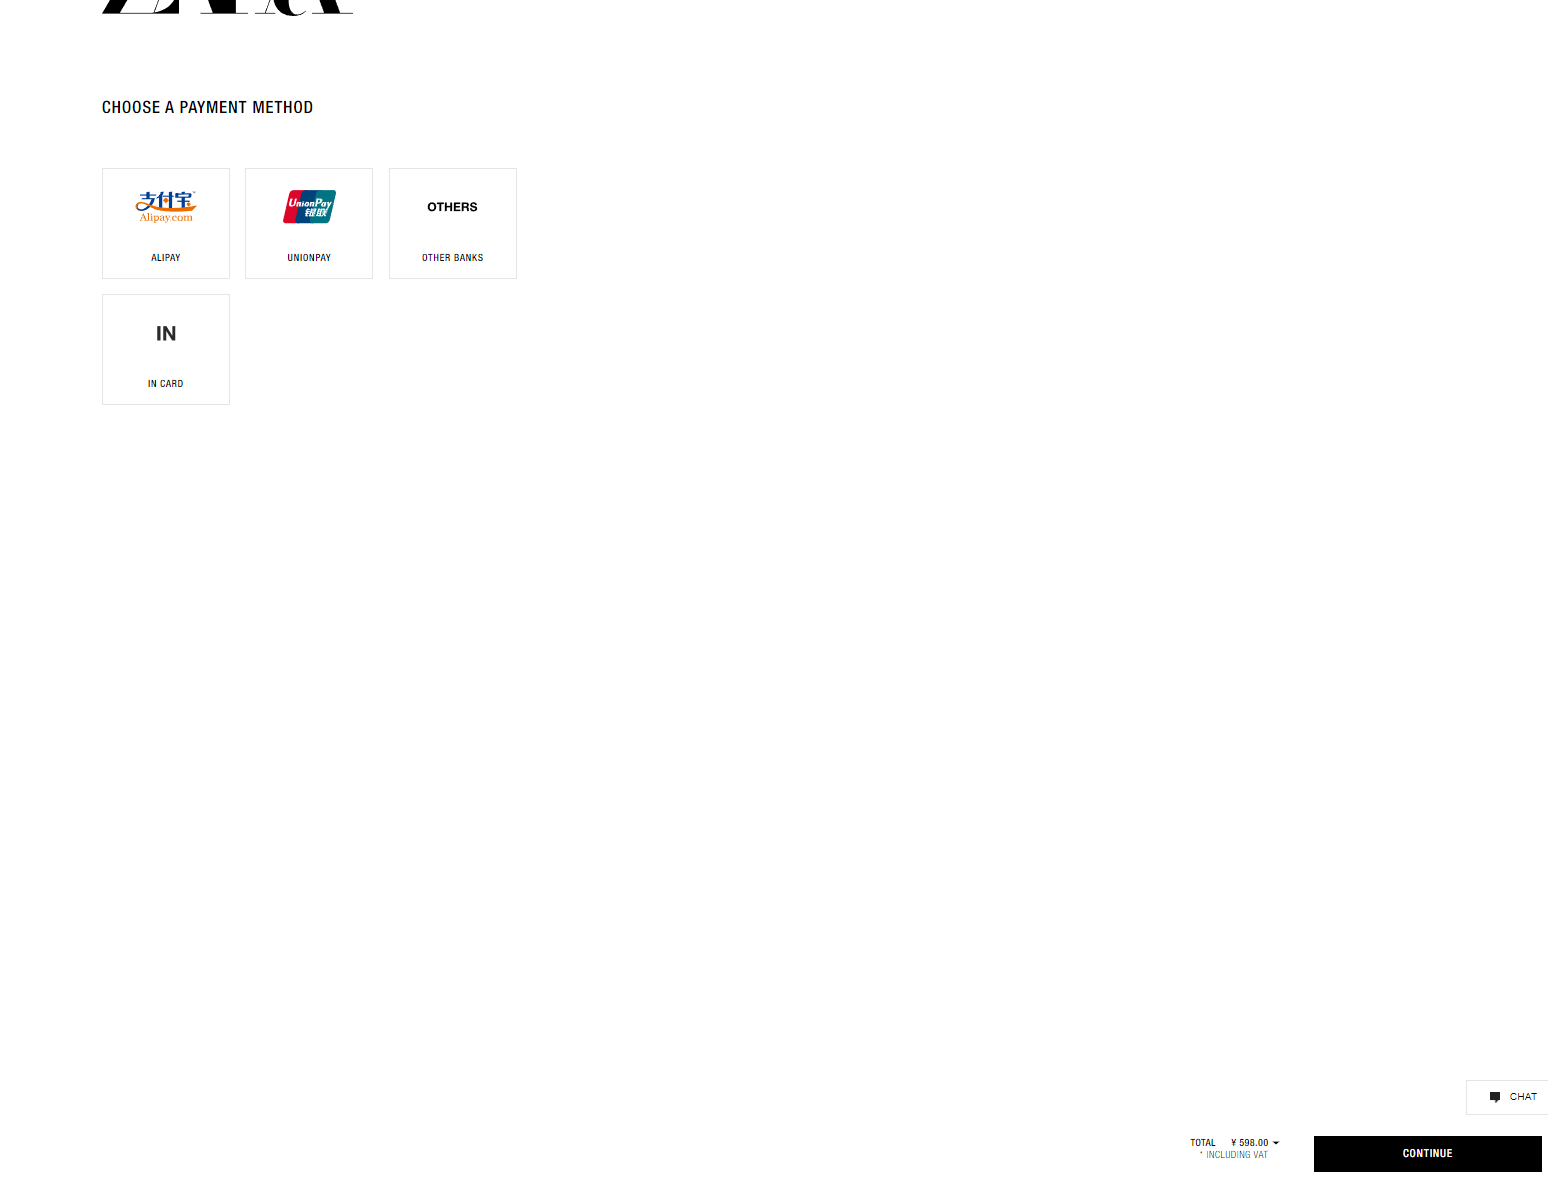 ZARA
CHOOSE A PAYMENT METHOD
支付宝
Alipay.com
ALIPAY
UnionPay
银联
UNIONPAY
OTHERS
OTHER BANKS
IN
IN CARD
CHAT
TOTAL ¥ 598.00
* INCLUDING VAT
CONTINUE